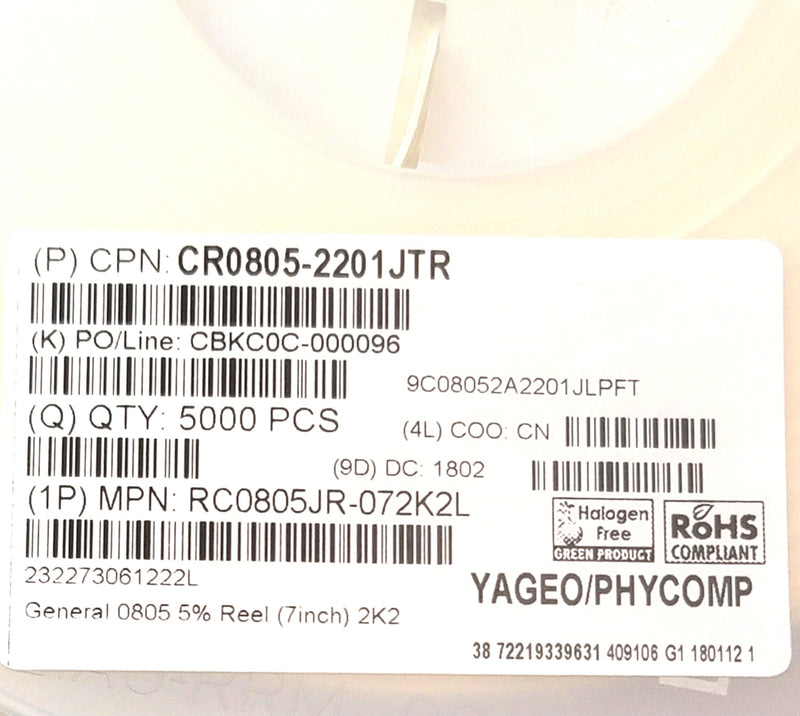 (P) CPN: CR0805-2201JTR
(K) PO/Line: CBKC0C-000096
9C08052A2201JLPFT
(Q) QTY: 5000 PCS
(4L) COO: CN
(9D) DC: 1802
(1P) MPN: RC0805JR-072K2L
Halogen
Free
GREEN PRODUCT
RoHS
COMPLIANT
232273061222L
YAGEO/PHYCOMP
General 0805 5% Reel (7inch) 2K2
38 72219339631 409106 G1 180112 1